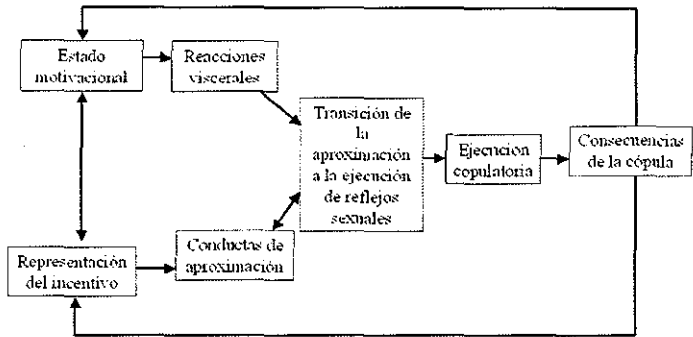 Estado
motivacional
Reacciones
viscerales
Transición de
la
aproximación
a la ejecución
de reflejos
sexuales
Ejecucion
copulatoria
Consecuencias
de la cópula
Representación
del incentivo
Conductas de
aproximación